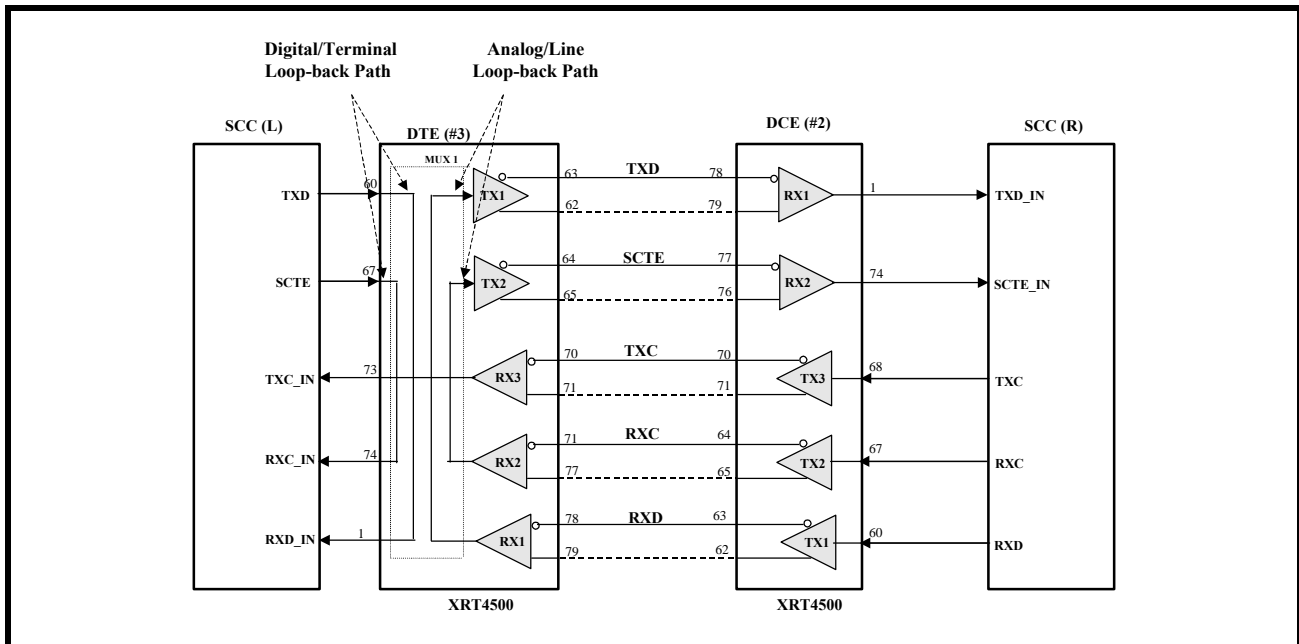 Digital/Terminal
Loop-back Path
Analog/Line
Loop-back Path
SCC (L)
DTE (#3)
DCE (#2)
SCC (R)
MUX 1
TXD
60
TX1
63
TXD
78
RX1
1
TXD_IN
62
79
SCTE
67
TX2
64
SCTE
77
RX2
74
SCTE_IN
65
76
TXC_IN
73
RX3
70
TXC
70
TX3
68
TXC
71
71
RXC_IN
74
RX2
71
RXC
64
TX2
67
RXC
77
65
RXD_IN
1
RX1
78
RXD
63
TX1
60
RXD
79
62
XRT4500
XRT4500